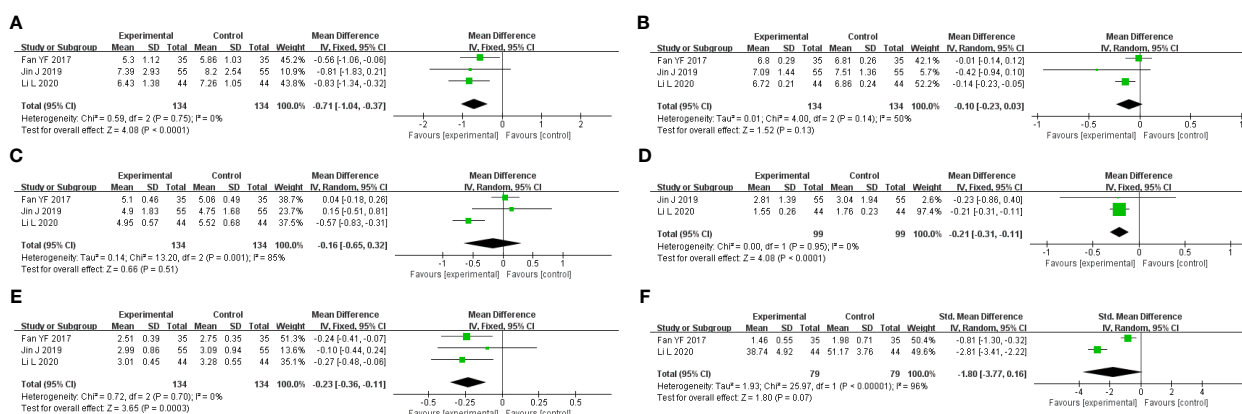 A
Experimental Control Mean Difference Mean Difference
Study or Subgroup Mean SD Total Mean SD Total Weight IV, Fixed, 95% CI IV, Fixed, 95% CI
Fan YF 2017 5.3 1.12 35 5.86 1.03 35 45.2% -0.56 [-1.06, -0.06]
Jin J 2019 7.39 2.93 55 8.2 2.54 55 10.9% -0.81 [-1.83, 0.21]
Li L 2020 6.43 1.38 44 7.26 1.05 44 43.9% -0.83 [-1.34, -0.32]
Total (95% CI) 134 134 100.0% -0.71 [-1.04, -0.37]
Heterogeneity: Chi² = 0.59, df = 2 (P = 0.75); I² = 0%
Test for overall effect: Z = 4.08 (P < 0.0001)
-2 -1 0 1 2
Favours [experimental] Favours [control]
B
Experimental Control Mean Difference Mean Difference
Study or Subgroup Mean SD Total Mean SD Total Weight IV, Random, 95% CI IV, Random, 95% CI
Fan YF 2017 6.8 0.29 35 6.81 0.26 35 42.1% -0.01 [-0.14, 0.12]
Jin J 2019 7.09 1.44 55 7.51 1.36 55 5.7% -0.42 [-0.94, 0.10]
Li L 2020 6.72 0.21 44 6.86 0.24 44 52.2% -0.14 [-0.23, -0.05]
Total (95% CI) 134 134 100.0% -0.10 [-0.23, 0.03]
Heterogeneity: Tau² = 0.01; Chi² = 4.00, df = 2 (P = 0.14); I² = 50%
Test for overall effect: Z = 1.52 (P = 0.13)
-1 -0.5 0 0.5 1
Favours [experimental] Favours [control]
C
Experimental Control Mean Difference Mean Difference
Study or Subgroup Mean SD Total Mean SD Total Weight IV, Random, 95% CI IV, Random, 95% CI
Fan YF 2017 5.1 0.46 35 5.06 0.49 35 38.7% 0.04 [-0.18, 0.26]
Jin J 2019 4.9 1.83 55 4.75 1.68 55 23.7% 0.15 [-0.51, 0.81]
Li L 2020 4.95 0.57 44 5.52 0.68 44 37.5% -0.57 [-0.83, -0.31]
Total (95% CI) 134 134 100.0% -0.16 [-0.65, 0.32]
Heterogeneity: Tau² = 0.14; Chi² = 13.20, df = 2 (P = 0.001); I² = 85%
Test for overall effect: Z = 0.66 (P = 0.51)
-1 -0.5 0 0.5 1
Favours [experimental] Favours [control]
D
Experimental Control Mean Difference Mean Difference
Study or Subgroup Mean SD Total Mean SD Total Weight IV, Fixed, 95% CI IV, Fixed, 95% CI
Jin J 2019 2.81 1.39 55 3.04 1.94 55 2.6% -0.23 [-0.86, 0.40]
Li L 2020 1.55 0.26 44 1.76 0.23 44 97.4% -0.21 [-0.31, -0.11]
Total (95% CI) 99 99 100.0% -0.21 [-0.31, -0.11]
Heterogeneity: Chi² = 0.00, df = 1 (P = 0.95); I² = 0%
Test for overall effect: Z = 4.08 (P < 0.0001)
-1 -0.5 0 0.5 1
Favours [experimental] Favours [control]
E
Experimental Control Mean Difference Mean Difference
Study or Subgroup Mean SD Total Mean SD Total Weight IV, Fixed, 95% CI IV, Fixed, 95% CI
Fan YF 2017 2.51 0.39 35 2.75 0.35 35 51.3% -0.24 [-0.41, -0.07]
Jin J 2019 2.99 0.86 55 3.09 0.94 55 13.6% -0.10 [-0.44, 0.24]
Li L 2020 3.01 0.45 44 3.28 0.55 44 35.1% -0.27 [-0.48, -0.06]
Total (95% CI) 134 134 100.0% -0.23 [-0.36, -0.11]
Heterogeneity: Chi² = 0.72, df = 2 (P = 0.70); I² = 0%
Test for overall effect: Z = 3.65 (P = 0.0003)
-0.5 -0.25 0 0.25 0.5
Favours [experimental] Favours [control]
F
Experimental Control Std. Mean Difference Std. Mean Difference
Study or Subgroup Mean SD Total Mean SD Total Weight IV, Random, 95% CI IV, Random, 95% CI
Fan YF 2017 1.46 0.55 35 1.98 0.71 35 50.4% -0.81 [-1.30, -0.32]
Li L 2020 38.74 4.92 44 51.17 3.76 44 49.6% -2.81 [-3.41, -2.22]
Total (95% CI) 79 79 100.0% -1.80 [-3.77, 0.16]
Heterogeneity: Tau² = 1.93; Chi² = 25.97, df = 1 (P < 0.00001); I² = 96%
Test for overall effect: Z = 1.80 (P = 0.07)
-4 -2 0 2 4
Favours [experimental] Favours [control]